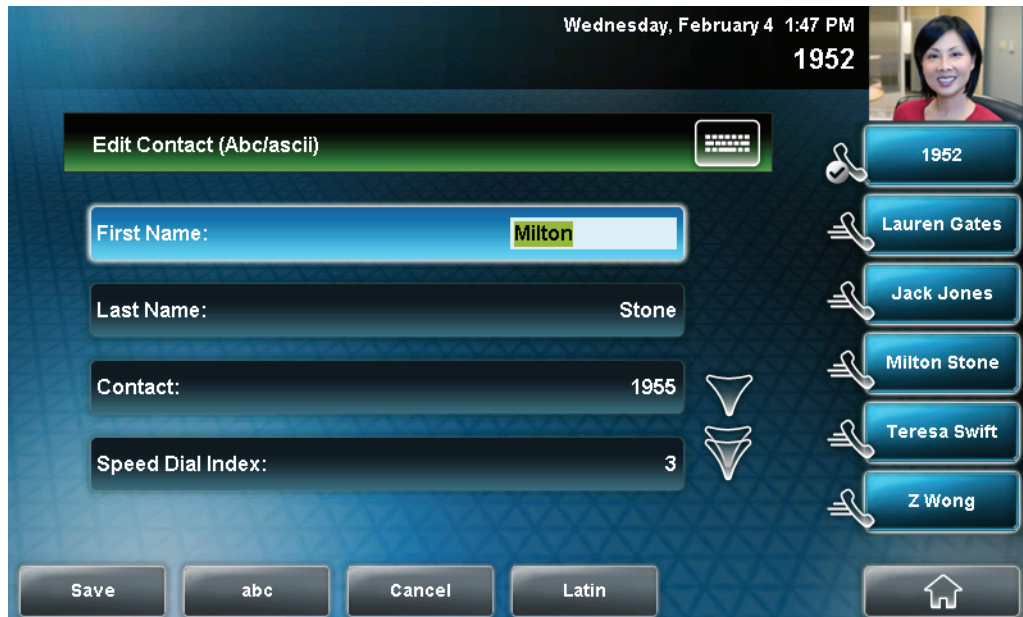 Wednesday, February 4 1:47 PM
1952
Edit Contact (Abc/ascii)
First Name: Milton
Last Name: Stone
Contact: 1955
Speed Dial Index: 3
1952
Lauren Gates
Jack Jones
Milton Stone
Teresa Swift
Z Wong
Save abc Cancel Latin